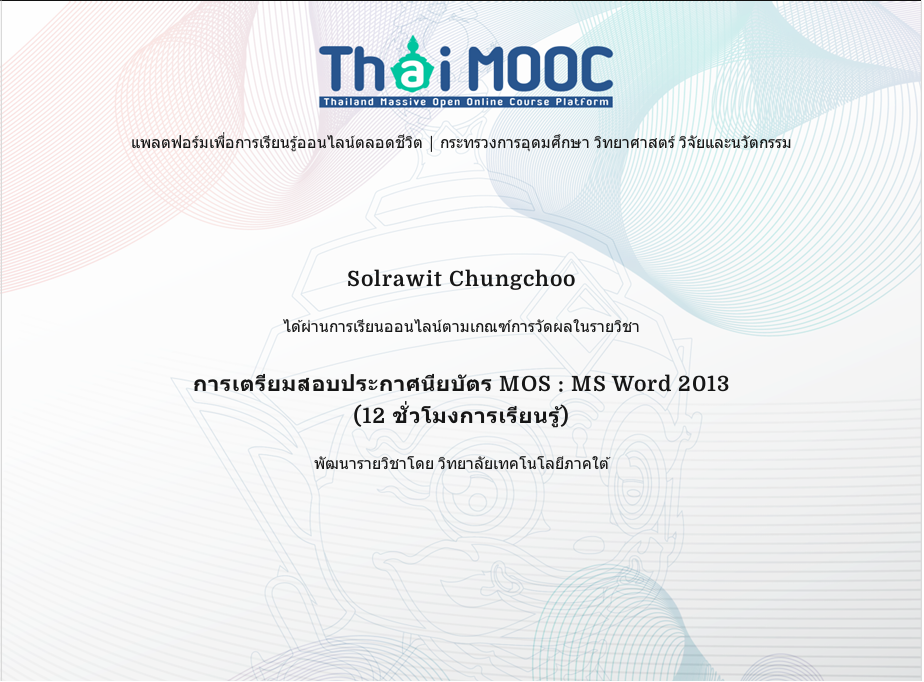 Thai MOOC
Thailand Massive Open Online Course Platform
แพลตฟอร์มเพื่อการเรียนรู้ออนไลน์ตลอดชีวิต | กระทรวงการอุดมศึกษา วิทยาศาสตร์ วิจัยและนวัตกรรม
Solrawit Chungchoo
ได้ผ่านการเรียนออนไลน์ตามเกณฑ์การวัดผลในรายวิชา
การเตรียมสอบประกาศนียบัตร MOS : MS Word 2013
(12 ชั่วโมงการเรียนรู้)
พัฒนารายวิชาโดย วิทยาลัยเทคโนโลยีภาคใต้